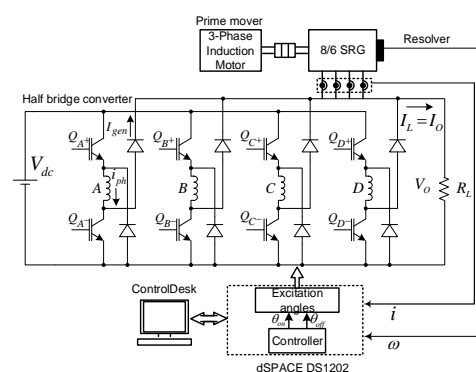 Prime mover
3-Phase
Induction
Motor
8/6 SRG
Resolver
Half bridge converter
I_gen
I_L = I_O
Q_A+
Q_B+
Q_C+
Q_D+
V_dc
A
i_ph
B
C
D
V_O
R_L
Q_A-
Q_B-
Q_C-
Q_D-
ControlDesk
Excitation
angles
θ_on
θ_off
Controller
i
ω
dSPACE DS1202